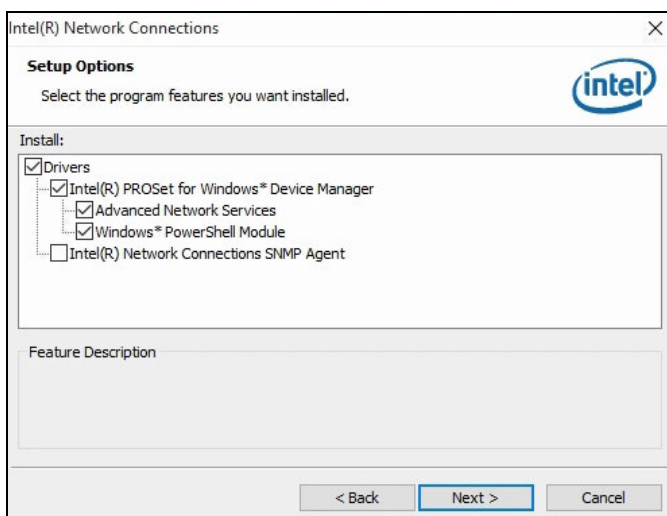 Intel(R) Network Connections
Setup Options
Select the program features you want installed.
intel
Install:
Drivers
Intel(R) PROSet for Windows* Device Manager
Advanced Network Services
Windows* PowerShell Module
Intel(R) Network Connections SNMP Agent
Feature Description
< Back
Next >
Cancel